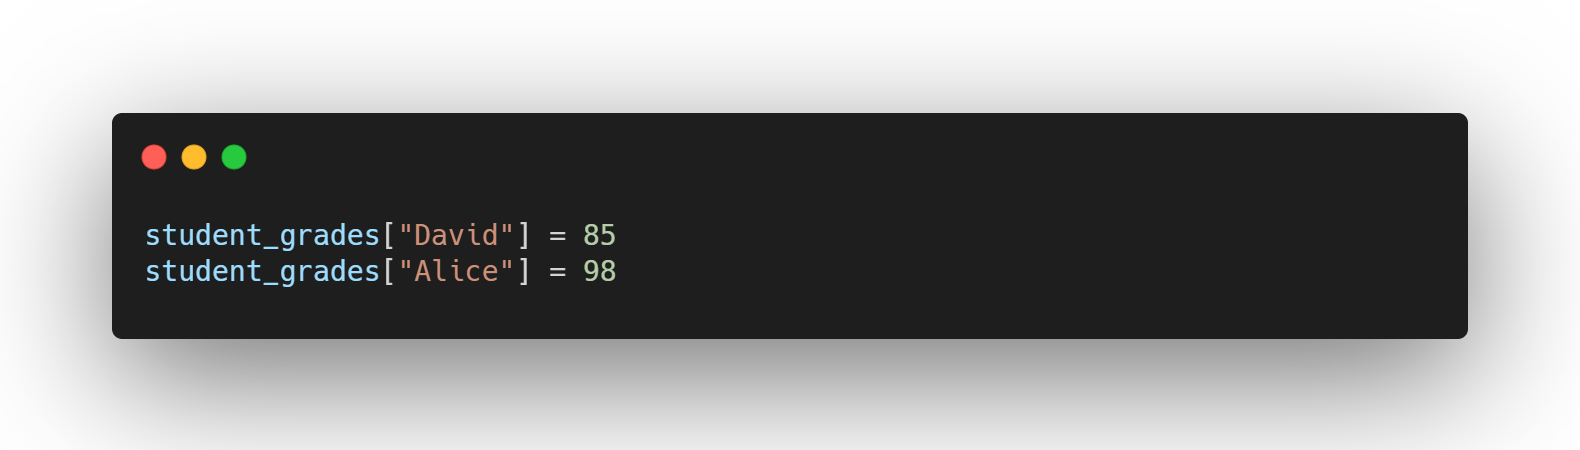 student_grades["David"] = 85
student_grades["Alice"] = 98